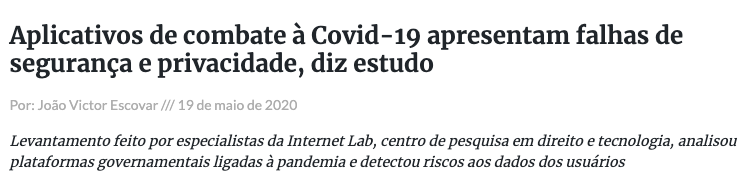 Aplicativos de combate à Covid-19 apresentam falhas de
segurança e privacidade, diz estudo
Por: João Victor Escovar /// 19 de maio de 2020
Levantamento feito por especialistas da Internet Lab, centro de pesquisa em direito e tecnologia, analisou
plataformas governamentais ligadas à pandemia e detectou riscos aos dados dos usuários